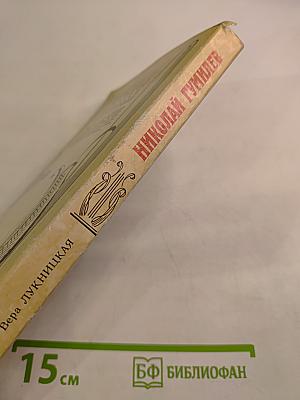 Вера ЛУКНИЦКАЯ
НИКОЛАЙ ГУМИЛЕВ
15 см
БФ БИБЛИОФАН